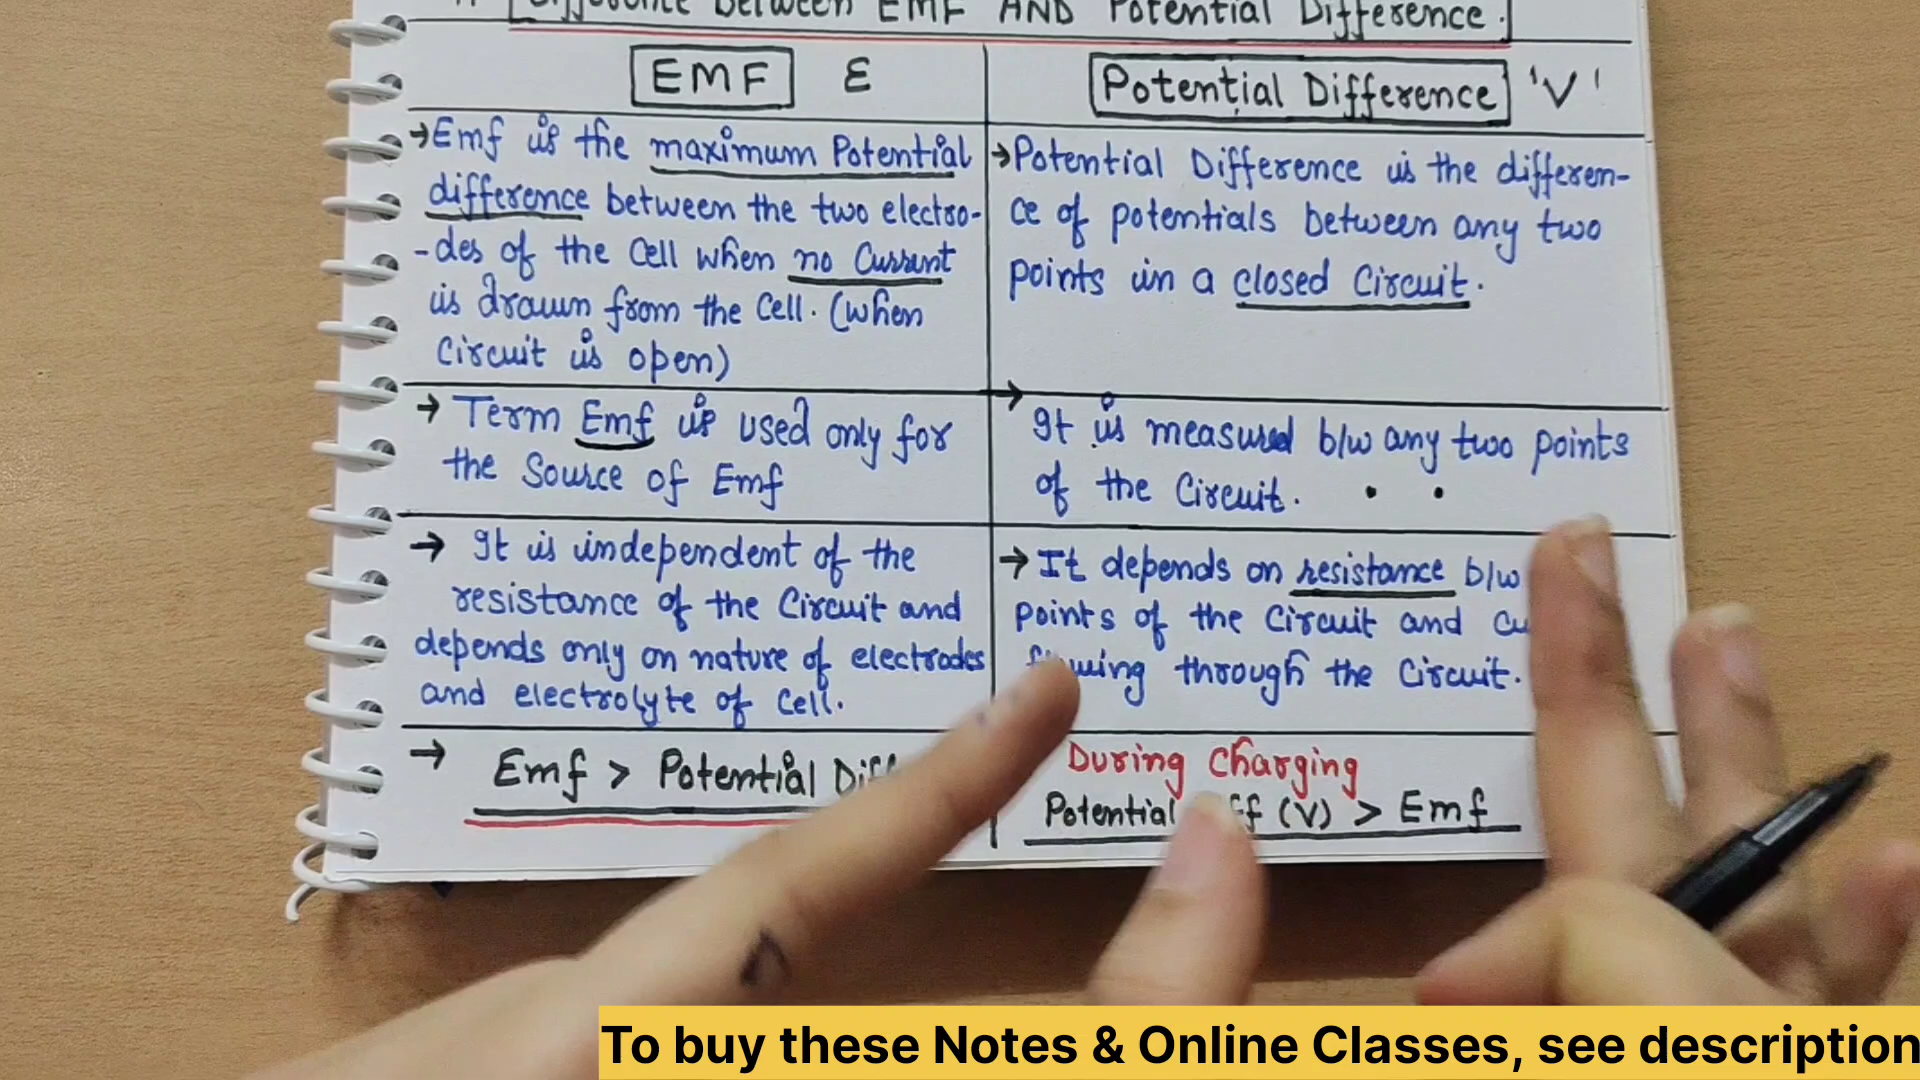 Difference between EMF AND Potential Difference.
EMF ε
Potential Difference 'V'
→ Emf is the maximum Potential
difference between the two electro-
-des of the Cell when no Current
is drawn from the Cell. (when
Circuit is open)
→ Potential Difference is the differen-
ce of potentials between any two
points in a closed Circuit.
→ Term Emf is used only for
the Source of Emf
→ It is measured b/w any two points
of the Circuit.
→ It is independent of the
resistance of the Circuit and
depends only on nature of electrodes
and electrolyte of Cell.
→ It depends on resistance b/w
points of the Circuit and
flowing through the Circuit.
→ Emf > Potential
During Charging
Potential (V) > Emf
To buy these Notes & Online Classes, see description